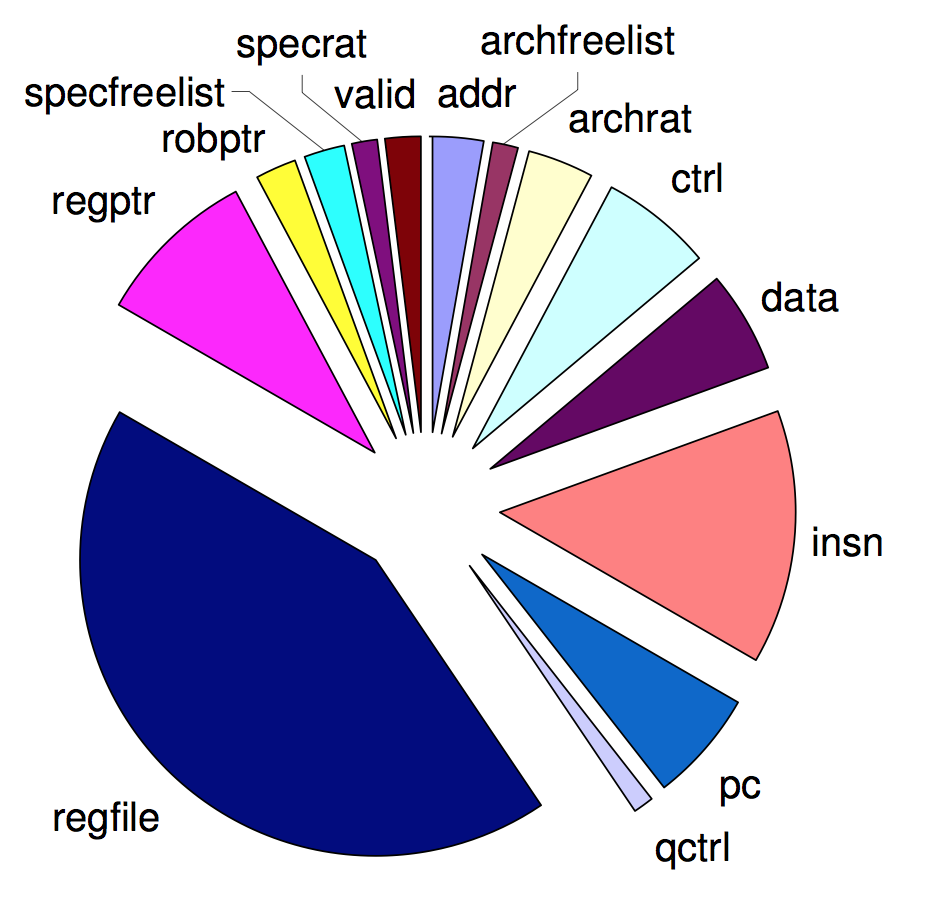 specrat
archfreelist
specfreelist
valid
addr
robptr
archrat
regptr
ctrl
data
insn
pc
regfile
qctrl